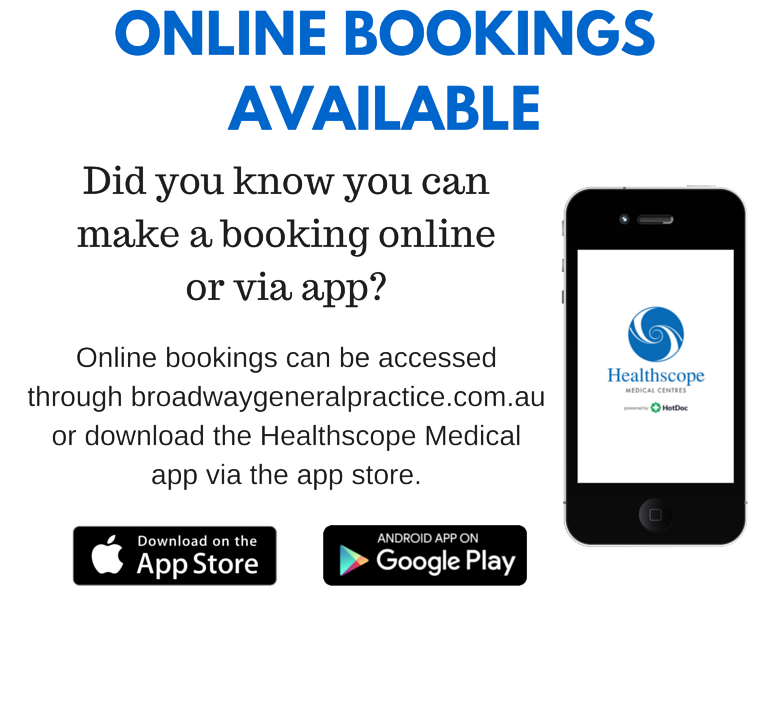 ONLINE BOOKINGS
AVAILABLE
Did you know you can
make a booking online
or via app?
Online bookings can be accessed
through broadwaygeneralpractice.com.au
or download the Healthscope Medical
app via the app store.
Healthscope
MEDICAL CENTRES
powered by HotDoc
Download on the
App Store
ANDROID APP ON
Google Play